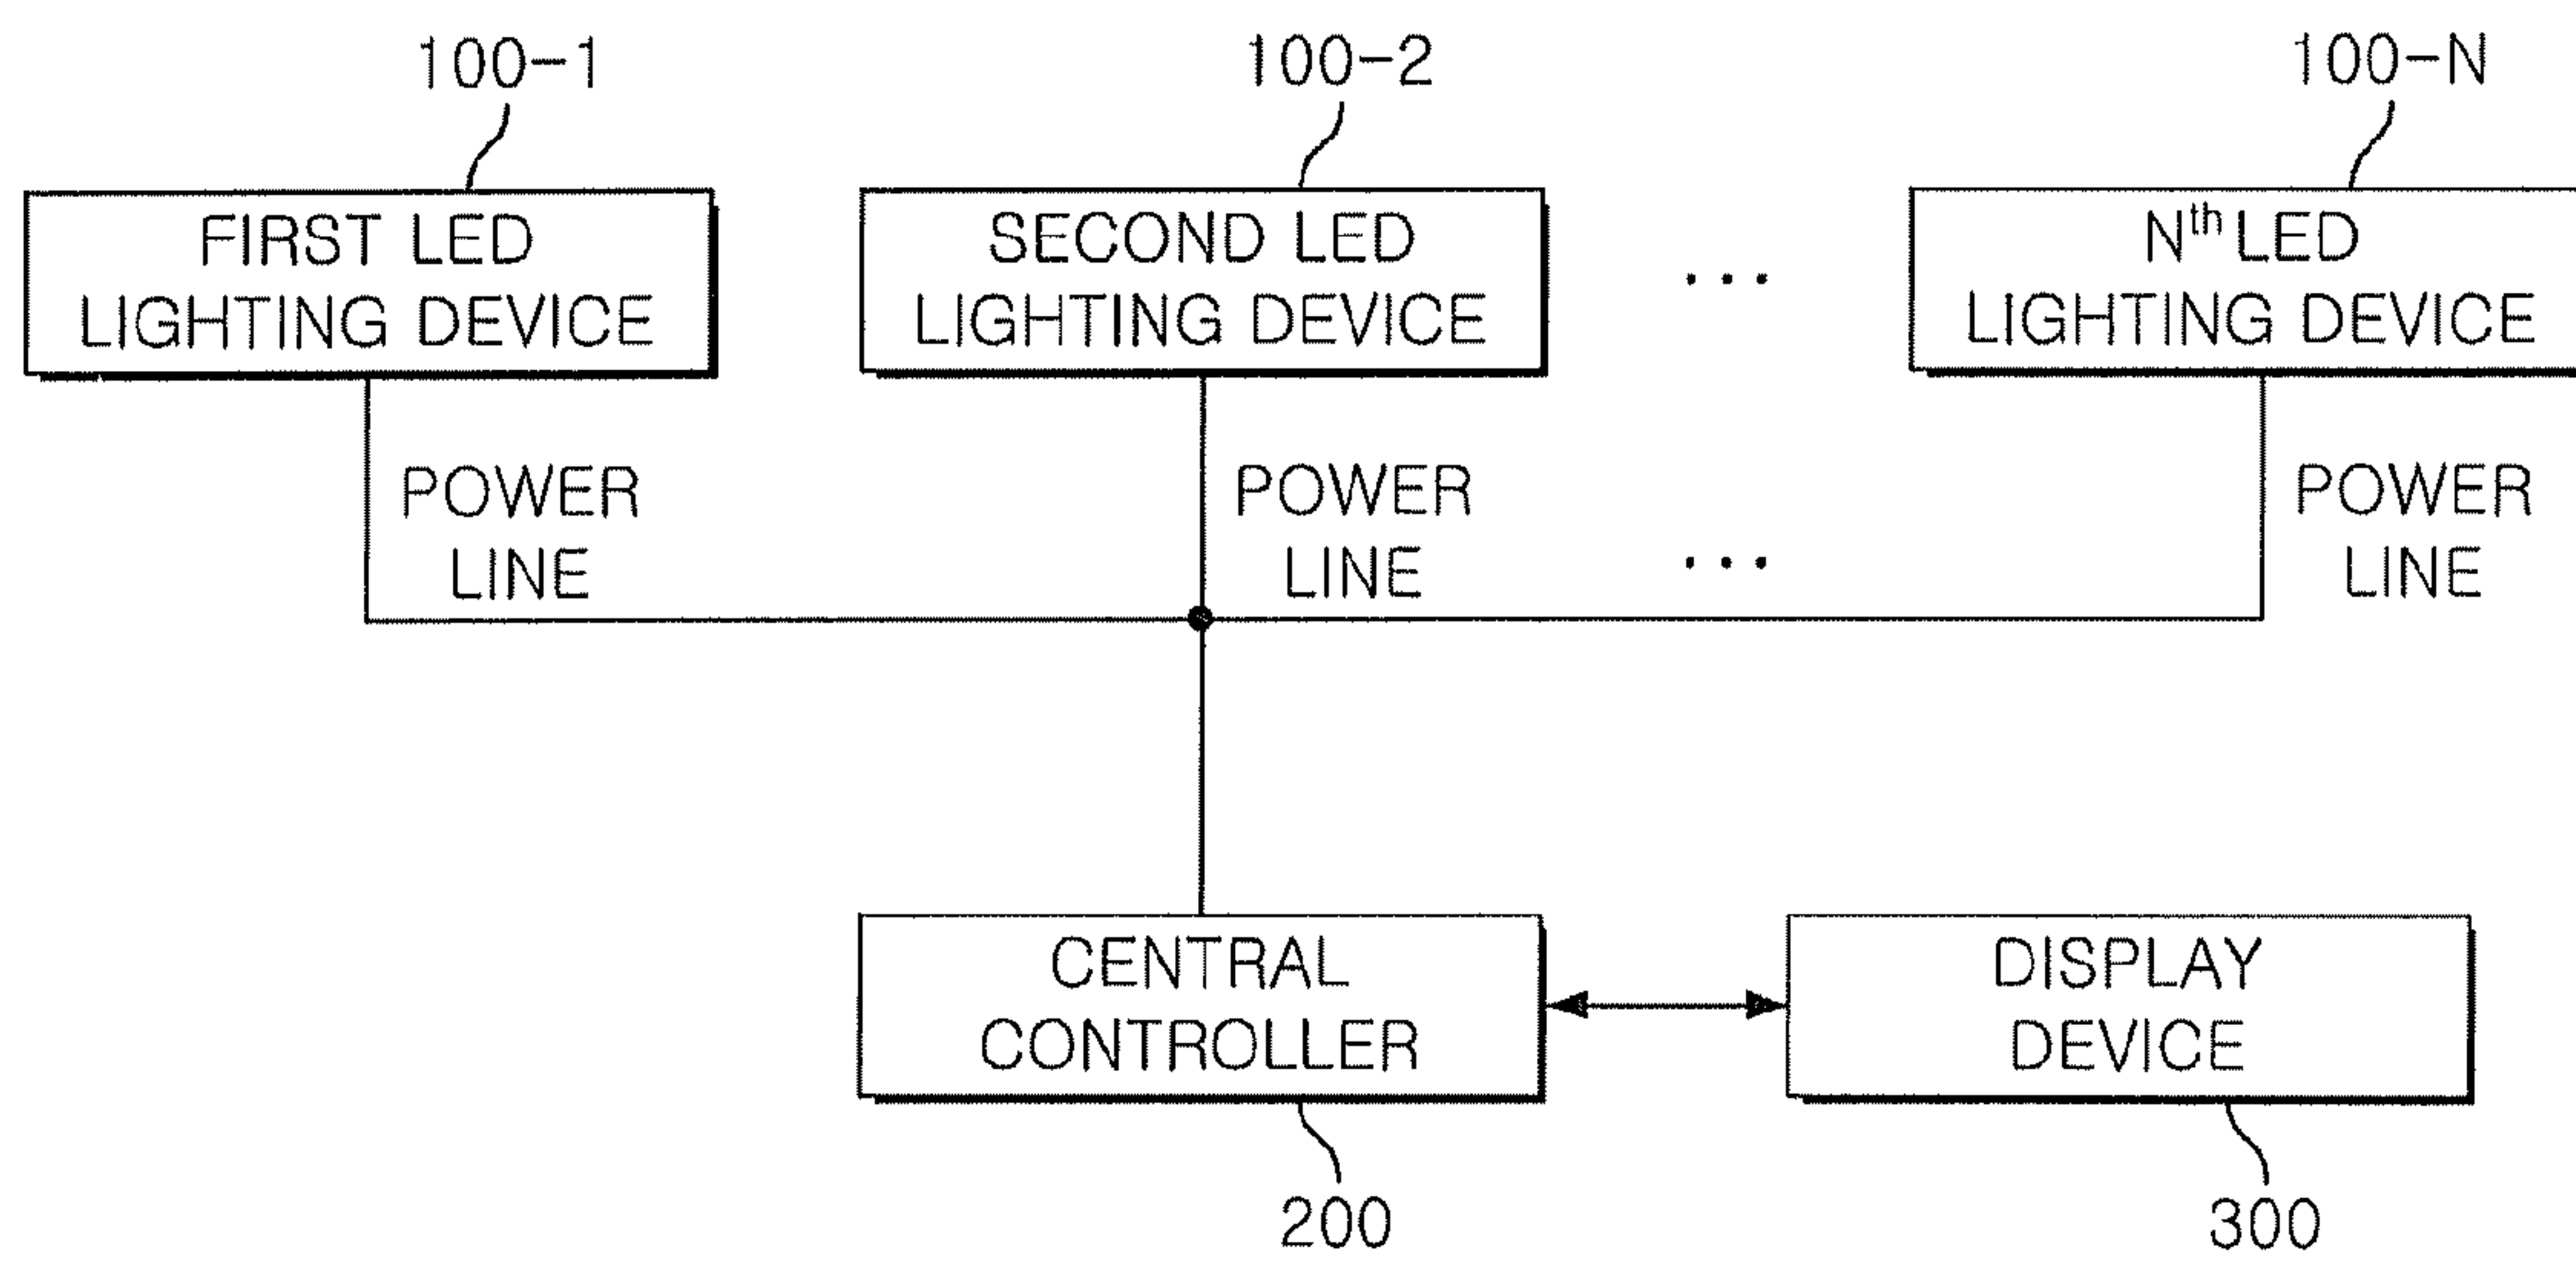 100-1
100-2
100-N
FIRST LED
LIGHTING DEVICE
SECOND LED
LIGHTING DEVICE
...
Nth LED
LIGHTING DEVICE
POWER
LINE
POWER
LINE
...
POWER
LINE
CENTRAL
CONTROLLER
DISPLAY
DEVICE
200
300